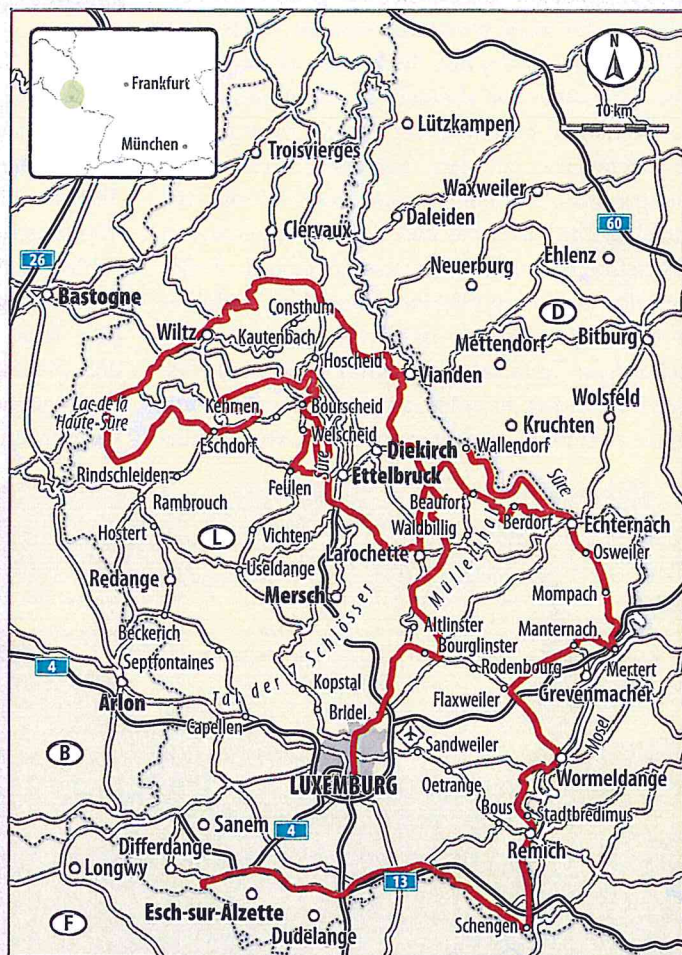 N
10 km
Frankfurt
München
Lützkampen
Troisvierges
Waxweiler
Daleiden
60
Clervaux
Ehlenz
26
Neuerburg
Bastogne
Consthum
D
Wiltz
Kautenbach
Mettendorf
Bitburg
Hoscheid
Vianden
Lac de la
Haute-Sûre
Kehmen
Bourscheid
Wolsfeld
Kruchten
Eschdorf
Welscheid
Diekirch
Wallendorf
Rindschleiden
Feulen
Ettelbruck
Sûre
Rambrouch
Beaufort
Berdorf
Echternach
L
Hostert
Vichten
Waldbillig
Larochette
Osweiler
Useldange
Redange
Mersch
Müllerthal
Mompach
Beckerich
Altlinster
Manternach
Septfontaines
Bourglinster
4
Tal der 7 Schlösser
Rodenbourg
Mertert
Kopstal
Flaxweiler
Grevenmacher
Arlon
Bridel
Capellen
Mosel
B
Sandweiler
Wormeldange
LUXEMBURG
Oetrange
Stadtbredimus
Bous
Sanem
4
Remich
Differdange
Longwy
13
Esch-sur-Alzette
Schengen
F
Dudelange